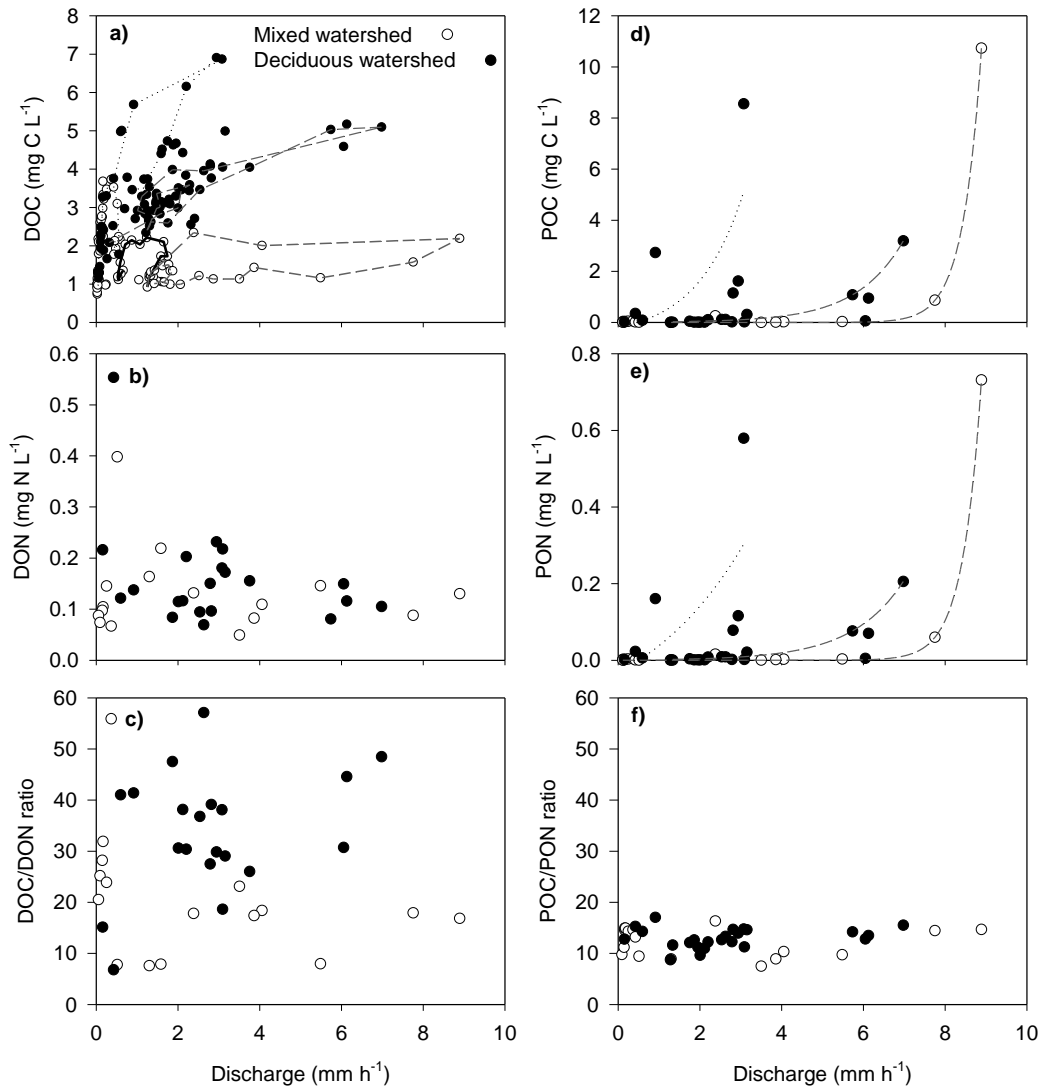 a)
Mixed watershed
Deciduous watershed
DOC (mg C L-1)
8
7
6
5
4
3
2
1
0
d)
POC (mg C L-1)
12
10
8
6
4
2
0
b)
DON (mg N L-1)
0.6
0.5
0.4
0.3
0.2
0.1
0.0
e)
PON (mg N L-1)
0.8
0.6
0.4
0.2
0.0
c)
DOC/DON ratio
60
50
40
30
20
10
0
0 2 4 6 8 10
Discharge (mm h-1)
f)
POC/PON ratio
60
50
40
30
20
10
0
0 2 4 6 8 10
Discharge (mm h-1)